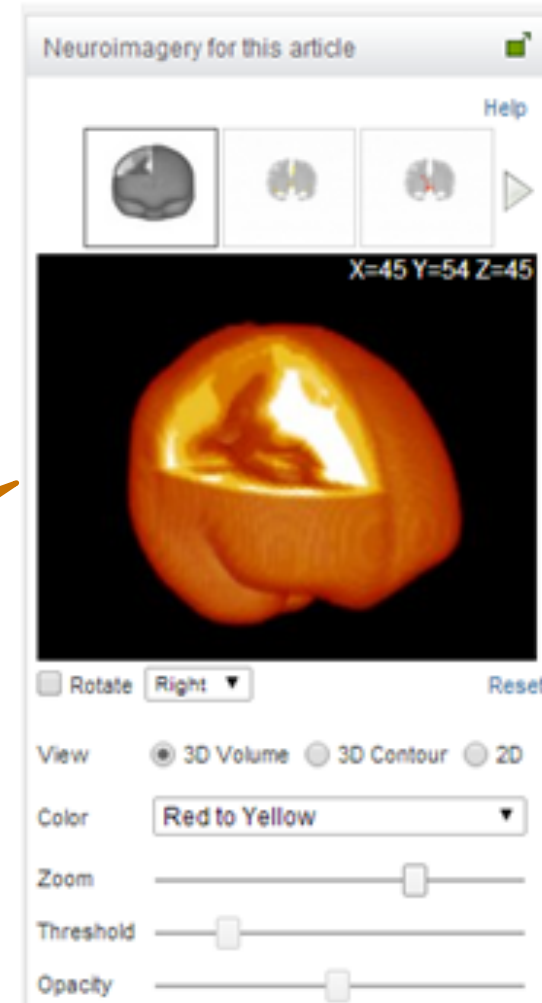 Neuroimagery for this article
Help
X=45 Y=54 Z=45
Rotate Right Reset
View 3D Volume 3D Contour 2D
Color Red to Yellow
Zoom
Threshold
Opacity